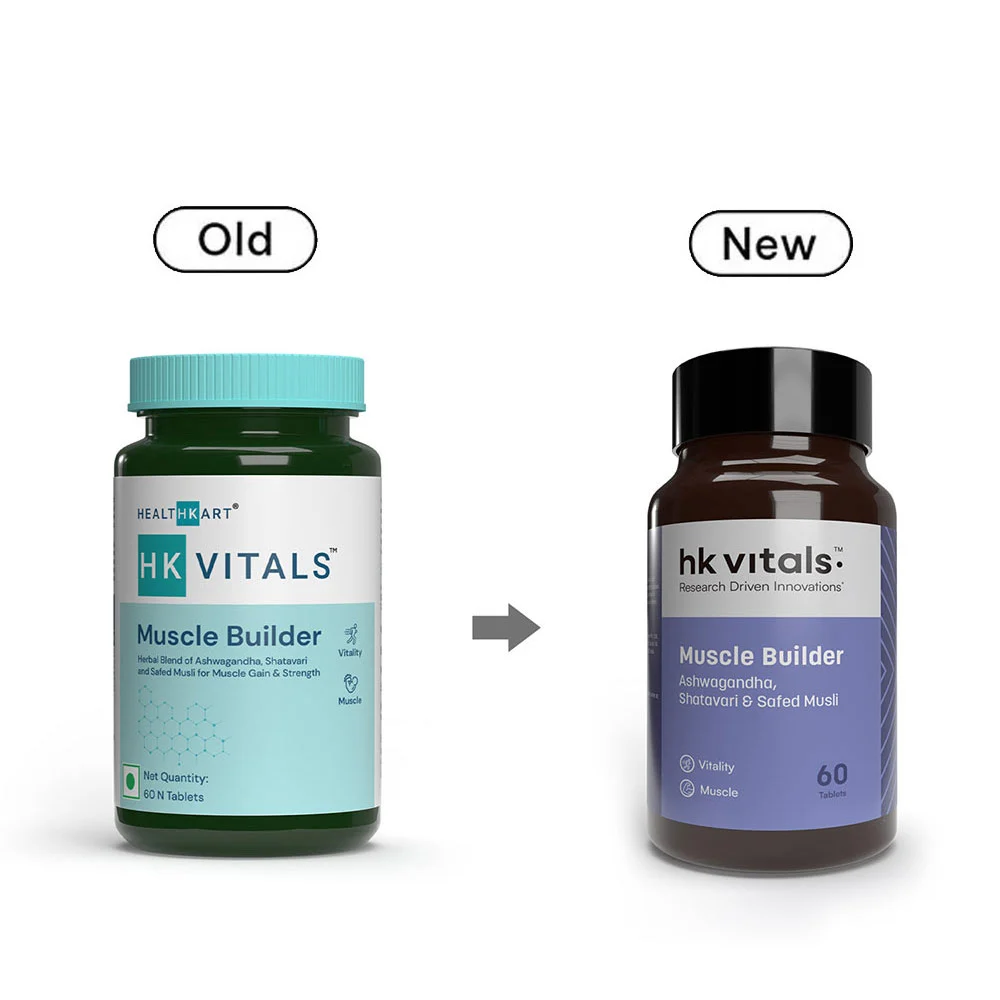 Old
New
HEALTHKART®
HK VITALS™
Muscle Builder
Herbal Blend of Ashwagandha, Shatavari
and Safed Musli for Muscle Gain & Strength
Vitality
Muscle
Net Quantity:
60 N Tablets
hk vitals™
Research Driven Innovations*
Muscle Builder
Ashwagandha,
Shatavari & Safed Musli
Vitality
Muscle
60
Tablets